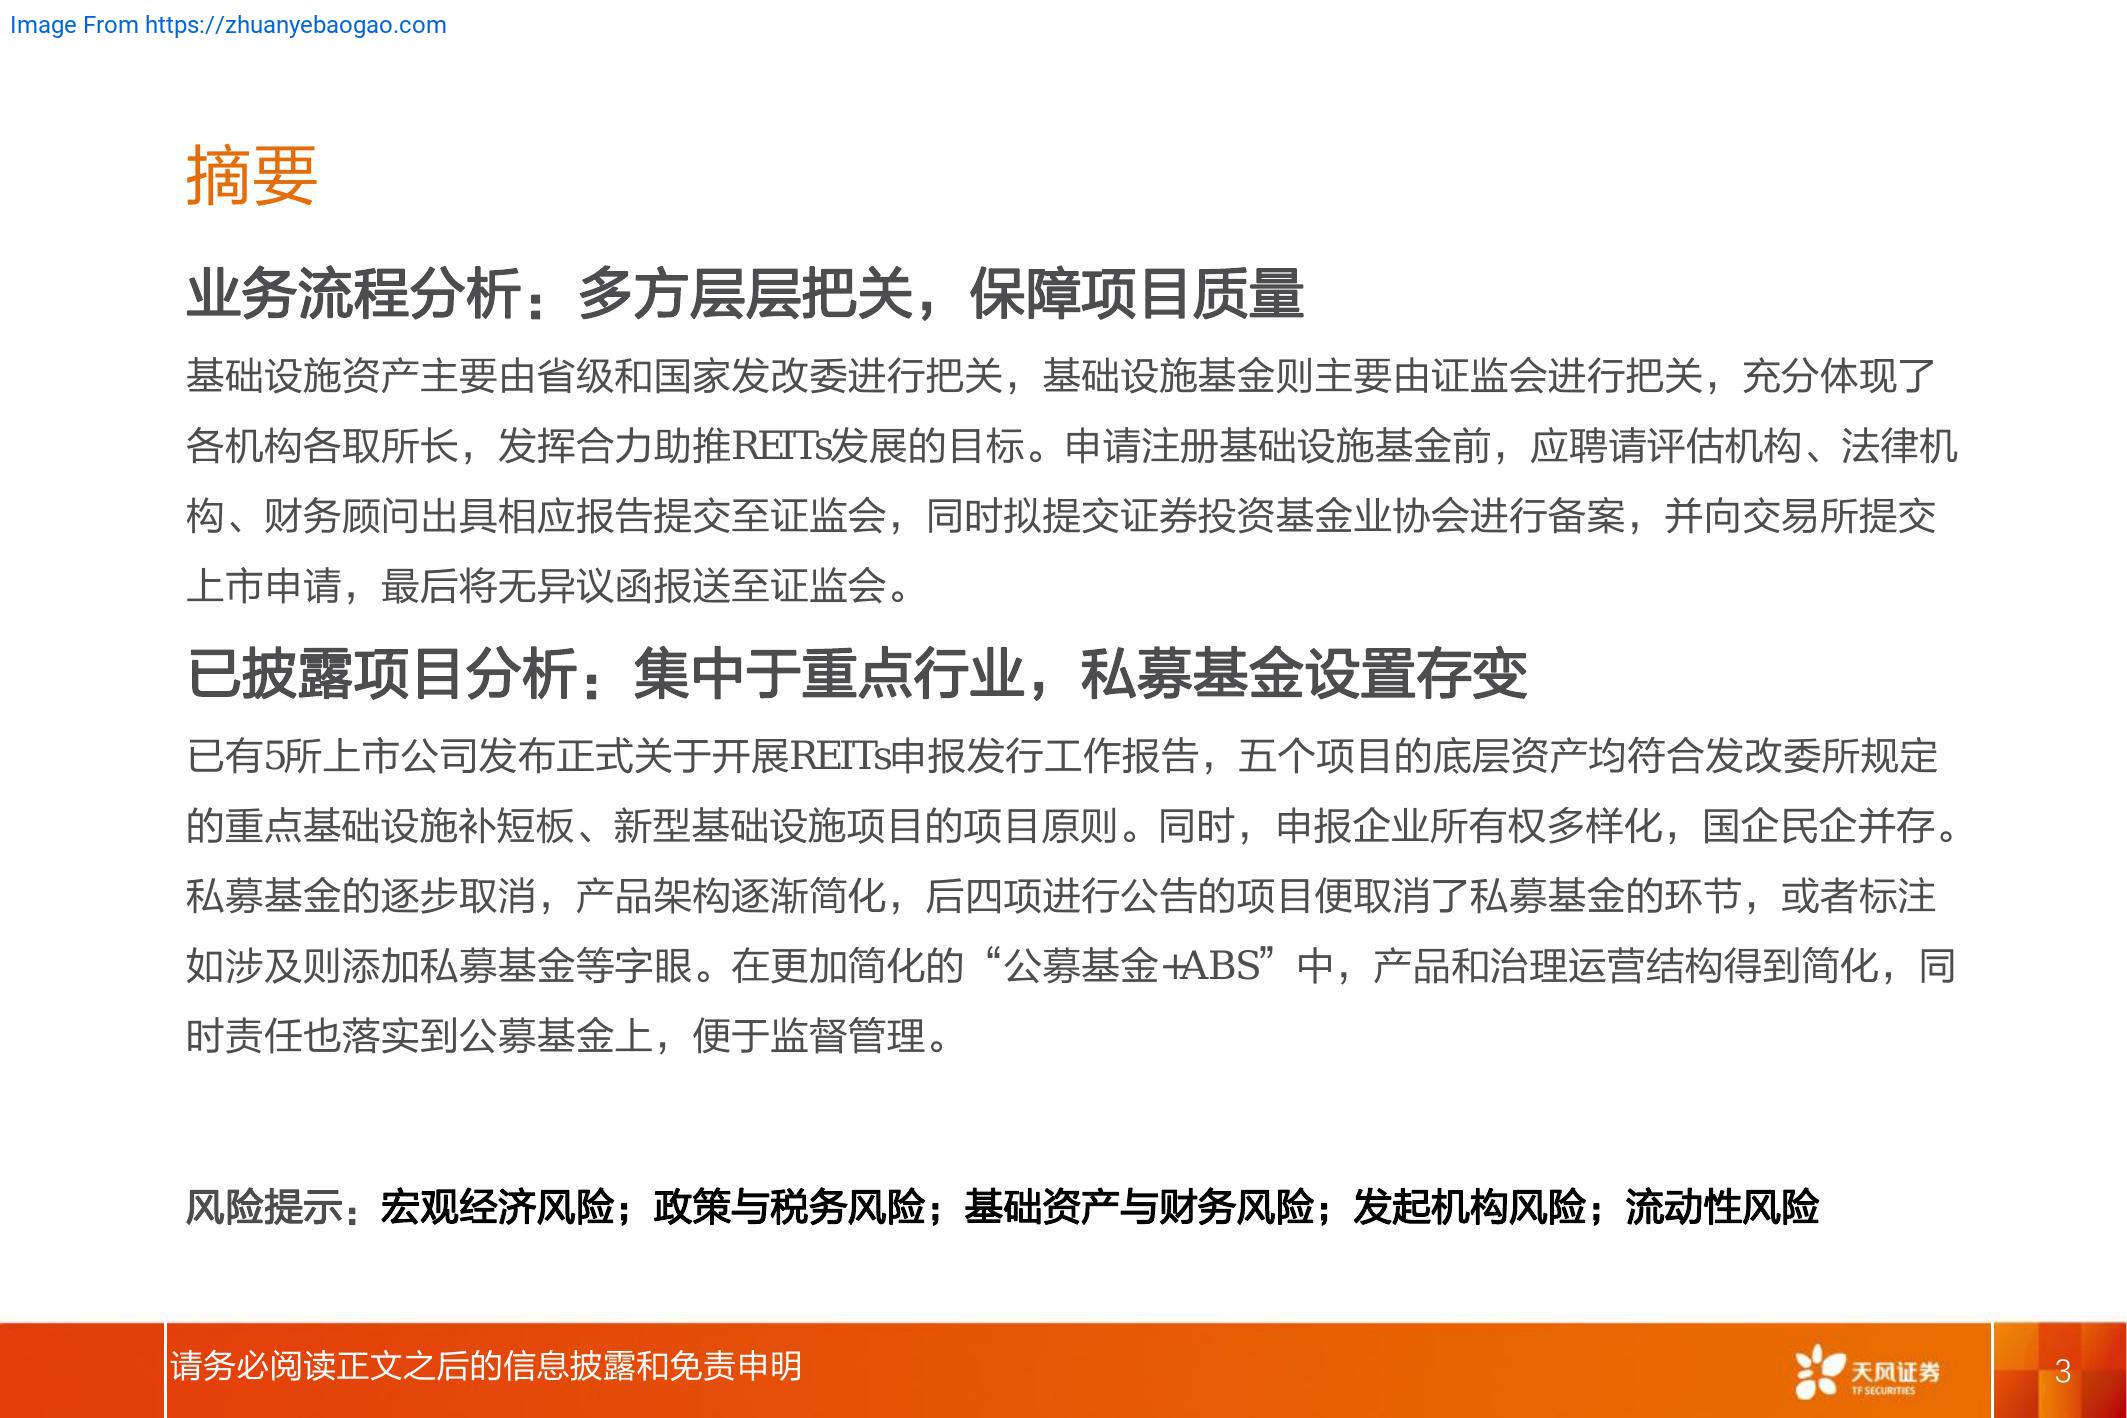 Image From https://zhuanyebaogao.com
摘要
业务流程分析：多方层层把关，保障项目质量
基础设施资产主要由省级和国家发改委进行把关，基础设施基金则主要由证监会进行把关，充分体现了
各机构各取所长，发挥合力助推REITs发展的目标。申请注册基础设施基金前，应聘请评估机构、法律机
构、财务顾问出具相应报告提交至证监会，同时拟提交证券投资基金业协会进行备案，并向交易所提交
上市申请，最后将无异议函报送至证监会。
已披露项目分析：集中于重点行业，私募基金设置存变
已有5所上市公司发布正式关于开展REITs申报发行工作报告，五个项目的底层资产均符合发改委所规定
的重点基础设施补短板、新型基础设施项目的项目原则。同时，申报企业所有权多样化，国企民企并存。
私募基金的逐步取消，产品架构逐渐简化，后四项进行公告的项目便取消了私募基金的环节，或者标注
如涉及则添加私募基金等字眼。在更加简化的“公募基金+ABS”中，产品和治理运营结构得到简化，同
时责任也落实到公募基金上，便于监督管理。
风险提示：宏观经济风险；政策与税务风险；基础资产与财务风险；发起机构风险；流动性风险
请务必阅读正文之后的信息披露和免责申明
天风证券
TF SECURITIES
3